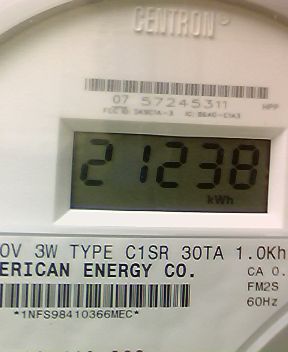 CENTRON
07 57245311 HPP
21238
kWh
0V 3W TYPE C1SR 30TA 1.0Kh
ERICAN ENERGY CO. CA 0.
FM2S
60Hz
*1NFS98410366MEC*